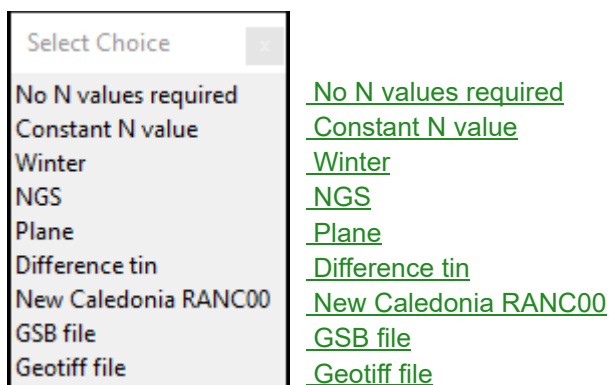 Select Choice
x
No N values required
Constant N value
Winter
NGS
Plane
Difference tin
New Caledonia RANC00
GSB file
Geotiff file
No N values required
Constant N value
Winter
NGS
Plane
Difference tin
New Caledonia RANC00
GSB file
Geotiff file